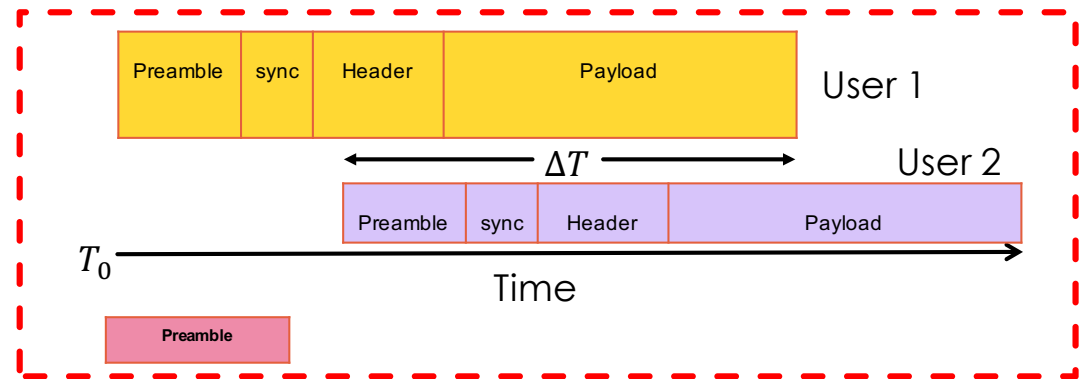 Preamble sync Header Payload
User 1
ΔT
User 2
Preamble sync Header Payload
T₀
Time
Preamble